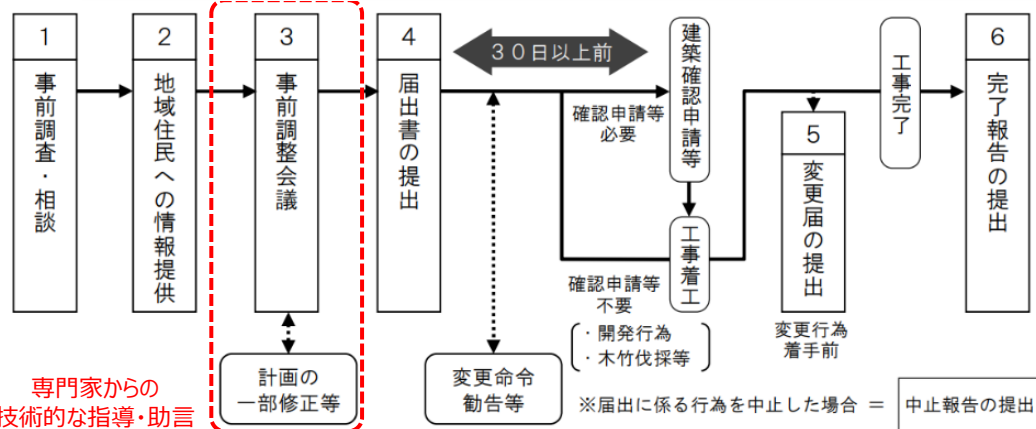 1
事前調査・相談
2
地域住民への情報提供
3
事前調整会議
4
届出書の提出
30日以上前
確認申請等
必要
建築確認申請等
工事着工
確認申請等
不要
・開発行為
・木竹伐採等
5
変更届の提出
変更行為
着手前
工事完了
6
完了報告の提出
計画の
一部修正等
変更命令
勧告等
専門家からの
技術的な指導・助言
※届出に係る行為を中止した場合 = 中止報告の提出